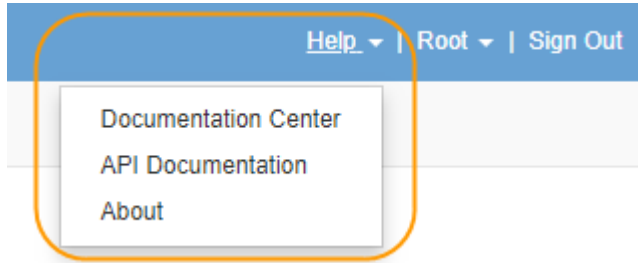 Help | Root | Sign Out
Documentation Center
API Documentation
About